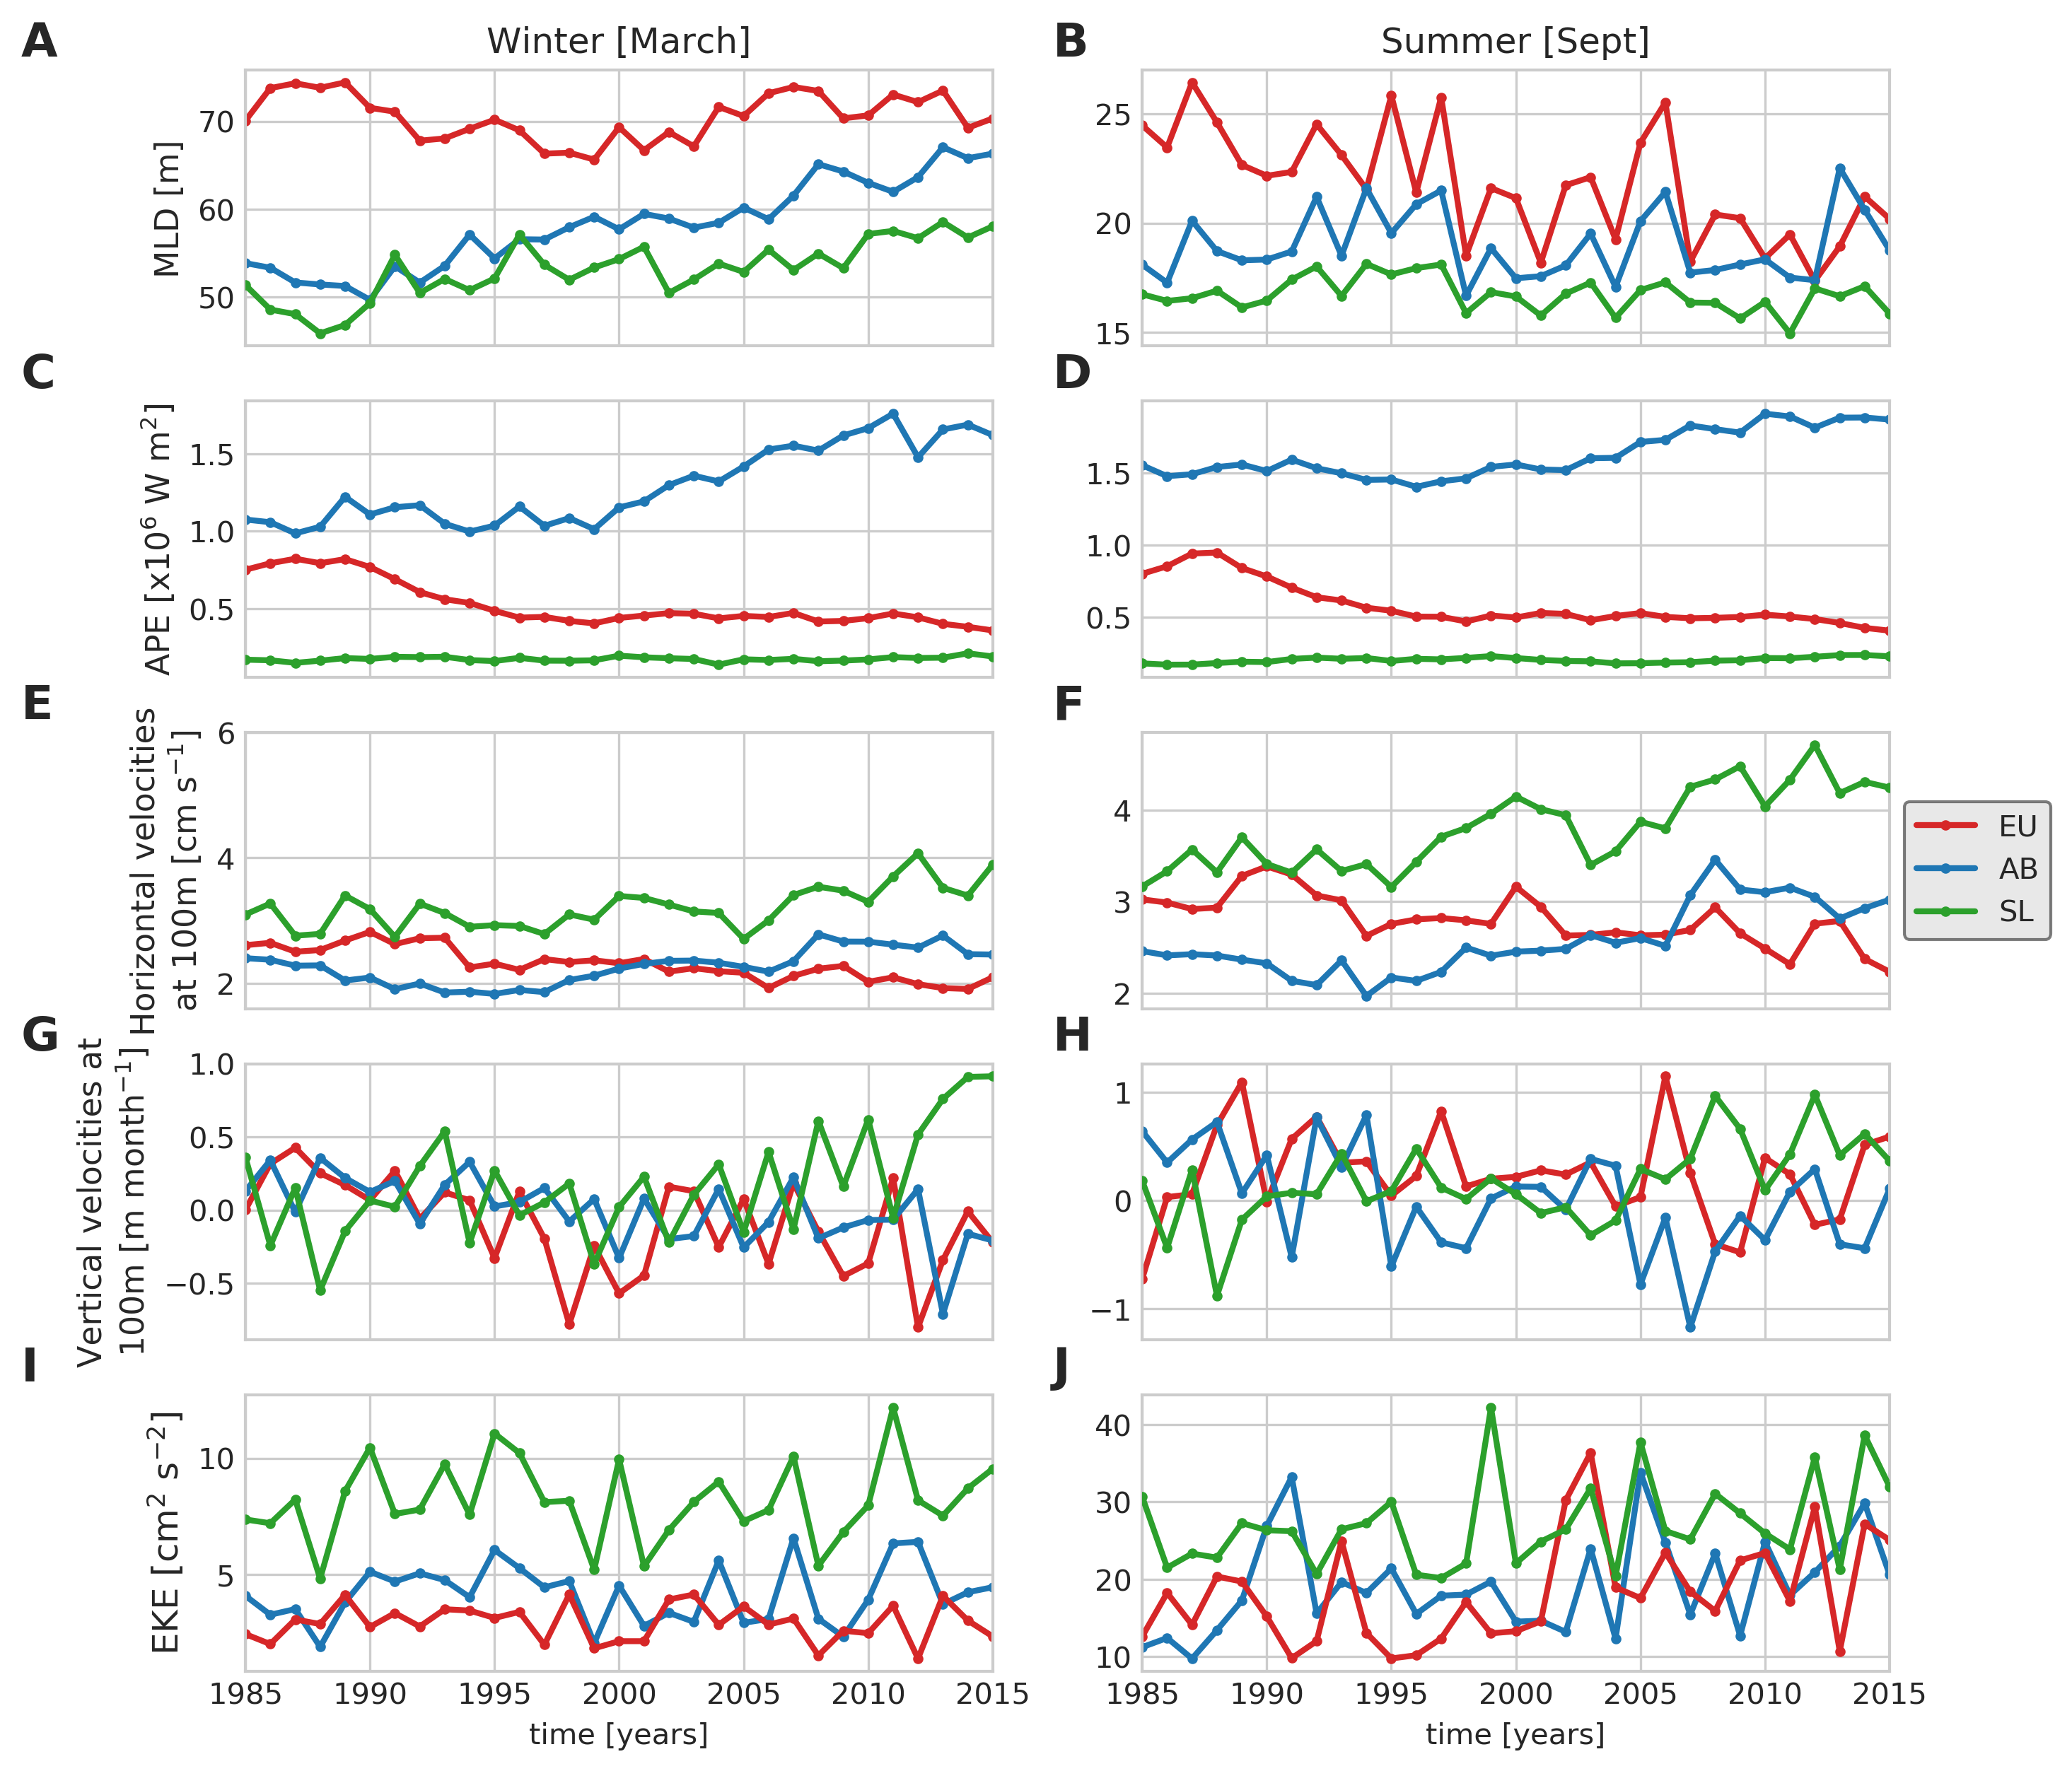 A
Winter [March]
B
Summer [Sept]
MLD [m]
70
60
50
25
20
15
C
D
APE [x10⁶ W m²]
1.5
1.0
0.5
1.5
1.0
0.5
E
F
Horizontal velocities
at 100m [cm s⁻¹]
6
4
2
4
3
2
EU
AB
SL
G
H
Vertical velocities at
100m [m month⁻¹]
1.0
0.5
0.0
−0.5
1
0
−1
I
J
EKE [cm² s⁻²]
10
5
40
30
20
10
1985 1990 1995 2000 2005 2010 2015
1985 1990 1995 2000 2005 2010 2015
time [years]
time [years]